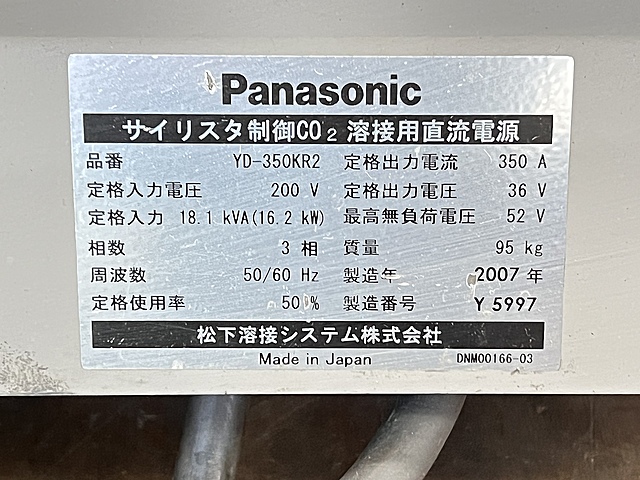 Panasonic
サイリスタ制御CO₂溶接用直流電源
品番 YD-350KR2 定格出力電流 350 A
定格入力電圧 200 V 定格出力電圧 36 V
定格入力 18.1 kVA(16.2 kW) 最高無負荷電圧 52 V
相数 3 相 質量 95 kg
周波数 50/60 Hz 製造年 2007 年
定格使用率 50 % 製造番号 Y 5997
松下溶接システム株式会社
Made in Japan DNM00166-03